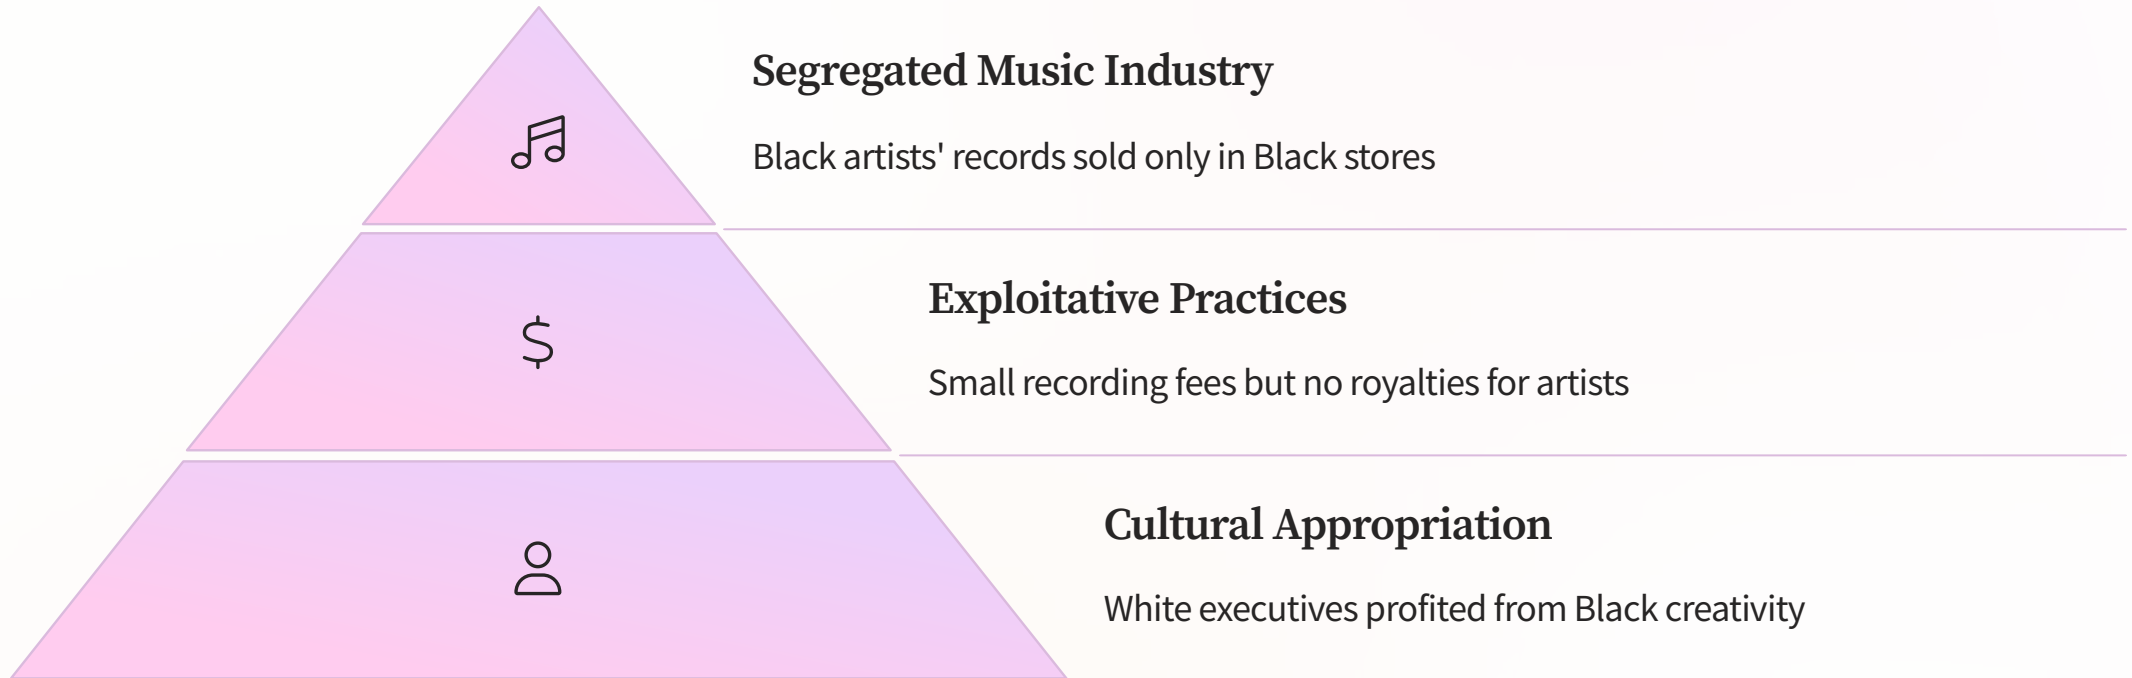 Segregated Music Industry
Black artists' records sold only in Black stores
$
Exploitative Practices
Small recording fees but no royalties for artists
Cultural Appropriation
White executives profited from Black creativity